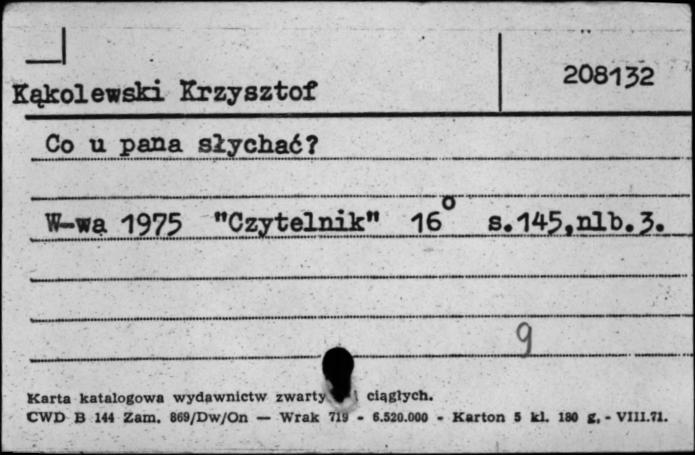 208132
Kąkolewski Krzysztof
Co u pana słychać?
W-wa 1975 "Czytelnik" 16° s.145,nlb.3.
9
Karta katalogowa wydawnictw zwarty i ciągłych.
CWD B 144 Zam. 869/Dw/On — Wrak 719 - 6.520.000 - Karton 5 kl. 180 g. - VIII.71.